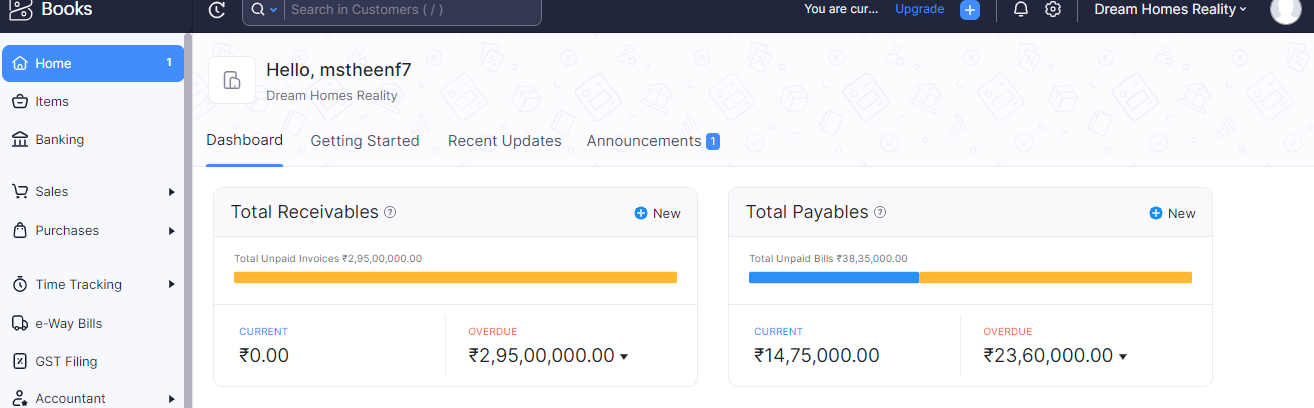 Books
Search in Customers ( / )
You are cur...
Upgrade
Dream Homes Reality
Home 1
Items
Banking
Sales
Purchases
Time Tracking
e-Way Bills
GST Filing
Accountant
Hello, mstheenf7
Dream Homes Reality
Dashboard Getting Started Recent Updates Announcements 1
Total Receivables ?
New
Total Unpaid Invoices ₹2,95,00,000.00
CURRENT
₹0.00
OVERDUE
₹2,95,00,000.00
Total Payables ?
New
Total Unpaid Bills ₹38,35,000.00
CURRENT
₹14,75,000.00
OVERDUE
₹23,60,000.00